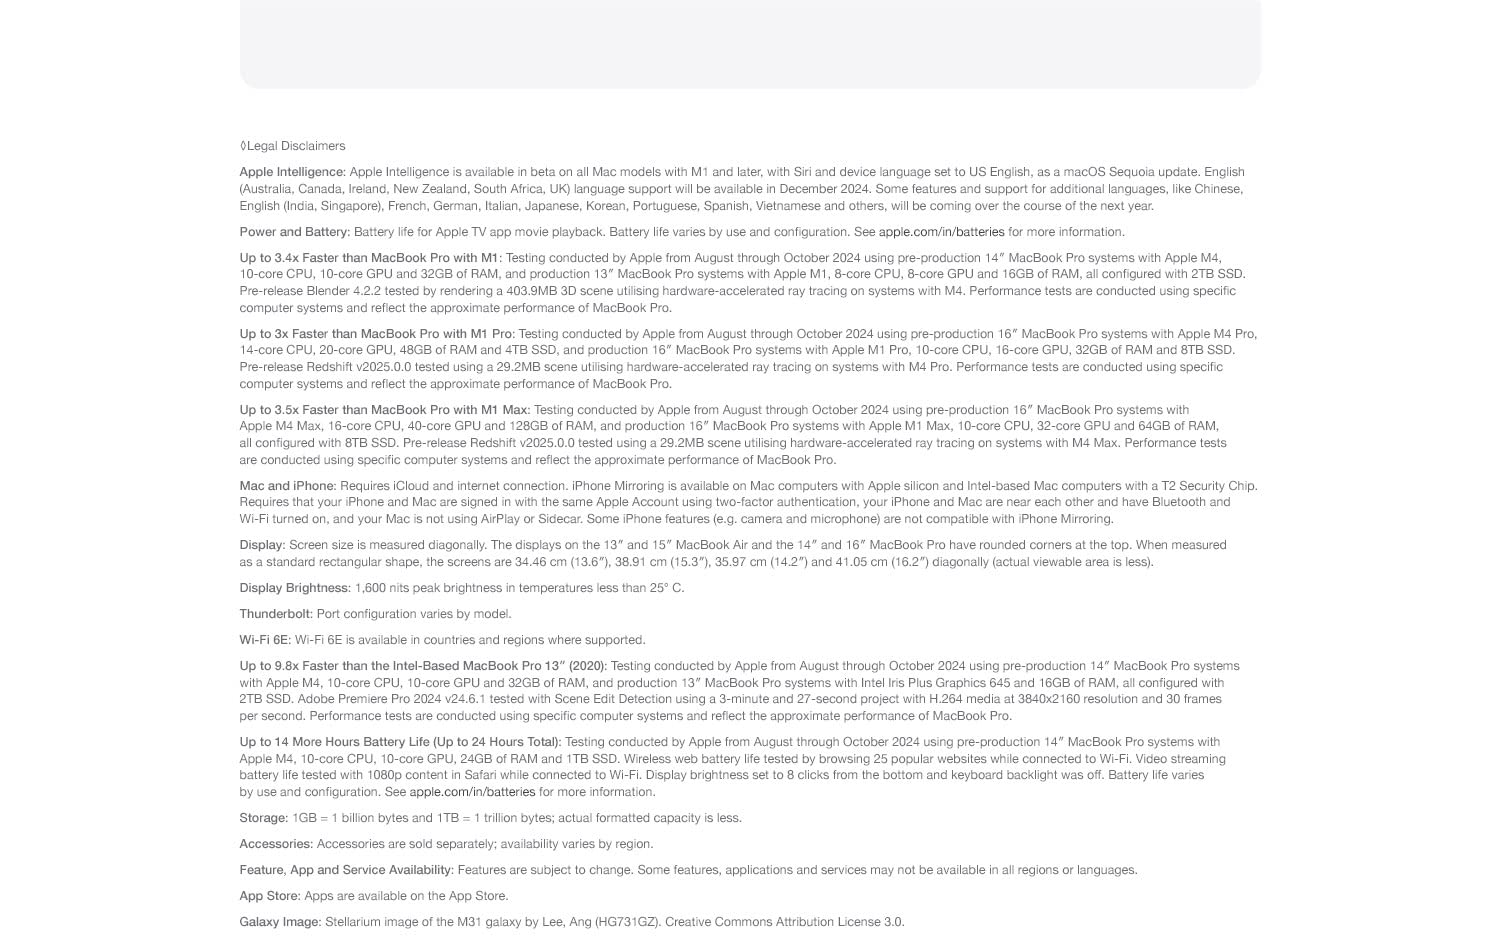 ◊Legal Disclaimers
Apple Intelligence: Apple Intelligence is available in beta on all Mac models with M1 and later, with Siri and device language set to US English, as a macOS Sequoia update. English
(Australia, Canada, Ireland, New Zealand, South Africa, UK) language support will be available in December 2024. Some features and support for additional languages, like Chinese,
English (India, Singapore), French, German, Italian, Japanese, Korean, Portuguese, Spanish, Vietnamese and others, will be coming over the course of the next year.
Power and Battery: Battery life for Apple TV app movie playback. Battery life varies by use and configuration. See apple.com/in/batteries for more information.
Up to 3.4x Faster than MacBook Pro with M1: Testing conducted by Apple from August through October 2024 using pre-production 14″ MacBook Pro systems with Apple M4,
10-core CPU, 10-core GPU and 32GB of RAM, and production 13″ MacBook Pro systems with Apple M1, 8-core CPU, 8-core GPU and 16GB of RAM, all configured with 2TB SSD.
Pre-release Blender 4.2.2 tested by rendering a 403.9MB 3D scene utilising hardware-accelerated ray tracing on systems with M4. Performance tests are conducted using specific
computer systems and reflect the approximate performance of MacBook Pro.
Up to 3x Faster than MacBook Pro with M1 Pro: Testing conducted by Apple from August through October 2024 using pre-production 16″ MacBook Pro systems with Apple M4 Pro,
14-core CPU, 20-core GPU, 48GB of RAM and 4TB SSD, and production 16″ MacBook Pro systems with Apple M1 Pro, 10-core CPU, 16-core GPU, 32GB of RAM and 8TB SSD.
Pre-release Redshift v2025.0.0 tested using a 29.2MB scene utilising hardware-accelerated ray tracing on systems with M4 Pro. Performance tests are conducted using specific
computer systems and reflect the approximate performance of MacBook Pro.
Up to 3.5x Faster than MacBook Pro with M1 Max: Testing conducted by Apple from August through October 2024 using pre-production 16″ MacBook Pro systems with
Apple M4 Max, 16-core CPU, 40-core GPU and 128GB of RAM, and production 16″ MacBook Pro systems with Apple M1 Max, 10-core CPU, 32-core GPU and 64GB of RAM,
all configured with 8TB SSD. Pre-release Redshift v2025.0.0 tested using a 29.2MB scene utilising hardware-accelerated ray tracing on systems with M4 Max. Performance tests
are conducted using specific computer systems and reflect the approximate performance of MacBook Pro.
Mac and iPhone: Requires iCloud and internet connection. iPhone Mirroring is available on Mac computers with Apple silicon and Intel-based Mac computers with a T2 Security Chip.
Requires that your iPhone and Mac are signed in with the same Apple Account using two-factor authentication, your iPhone and Mac are near each other and have Bluetooth and
Wi-Fi turned on, and your Mac is not using AirPlay or Sidecar. Some iPhone features (e.g. camera and microphone) are not compatible with iPhone Mirroring.
Display: Screen size is measured diagonally. The displays on the 13″ and 15″ MacBook Air and the 14″ and 16″ MacBook Pro have rounded corners at the top. When measured
as a standard rectangular shape, the screens are 34.46 cm (13.6″), 38.91 cm (15.3″), 35.97 cm (14.2″) and 41.05 cm (16.2″) diagonally (actual viewable area is less).
Display Brightness: 1,600 nits peak brightness in temperatures less than 25° C.
Thunderbolt: Port configuration varies by model.
Wi-Fi 6E: Wi-Fi 6E is available in countries and regions where supported.
Up to 9.8x Faster than the Intel-Based MacBook Pro 13″ (2020): Testing conducted by Apple from August through October 2024 using pre-production 14″ MacBook Pro systems
with Apple M4, 10-core CPU, 10-core GPU and 32GB of RAM, and production 13″ MacBook Pro systems with Intel Iris Plus Graphics 645 and 16GB of RAM, all configured with
2TB SSD. Adobe Premiere Pro 2024 v24.6.1 tested with Scene Edit Detection using a 3-minute and 27-second project with H.264 media at 3840x2160 resolution and 30 frames
per second. Performance tests are conducted using specific computer systems and reflect the approximate performance of MacBook Pro.
Up to 14 More Hours Battery Life (Up to 24 Hours Total): Testing conducted by Apple from August through October 2024 using pre-production 14″ MacBook Pro systems with
Apple M4, 10-core CPU, 10-core GPU, 24GB of RAM and 1TB SSD. Wireless web battery life tested by browsing 25 popular websites while connected to Wi-Fi. Video streaming
battery life tested with 1080p content in Safari while connected to Wi-Fi. Display brightness set to 8 clicks from the bottom and keyboard backlight was off. Battery life varies
by use and configuration. See apple.com/in/batteries for more information.
Storage: 1GB = 1 billion bytes and 1TB = 1 trillion bytes; actual formatted capacity is less.
Accessories: Accessories are sold separately; availability varies by region.
Feature, App and Service Availability: Features are subject to change. Some features, applications and services may not be available in all regions or languages.
App Store: Apps are available on the App Store.
Galaxy Image: Stellarium image of the M31 galaxy by Lee, Ang (HG731GZ). Creative Commons Attribution License 3.0.